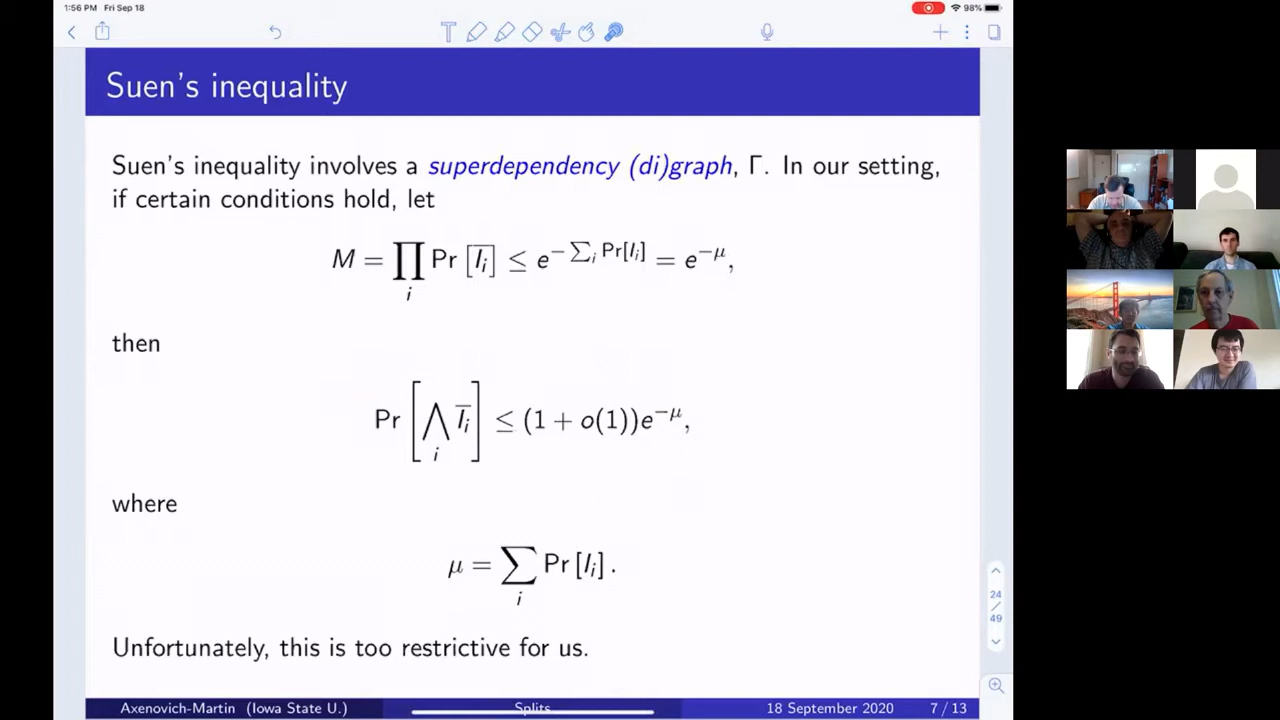 1:56 PM Fri Sep 18
98%
Suen's inequality
Suen's inequality involves a superdependency (di)graph, Γ. In our setting,
if certain conditions hold, let
M = ∏_i Pr [I̅_i] ≤ e^{−∑_i Pr[I_i]} = e^{−μ},
then
Pr [⋀_i I̅_i] ≤ (1 + o(1))e^{−μ},
where
μ = ∑_i Pr [I_i].
24
/
49
Unfortunately, this is too restrictive for us.
Axenovich-Martin (Iowa State U.) Splits 18 September 2020 7 / 13